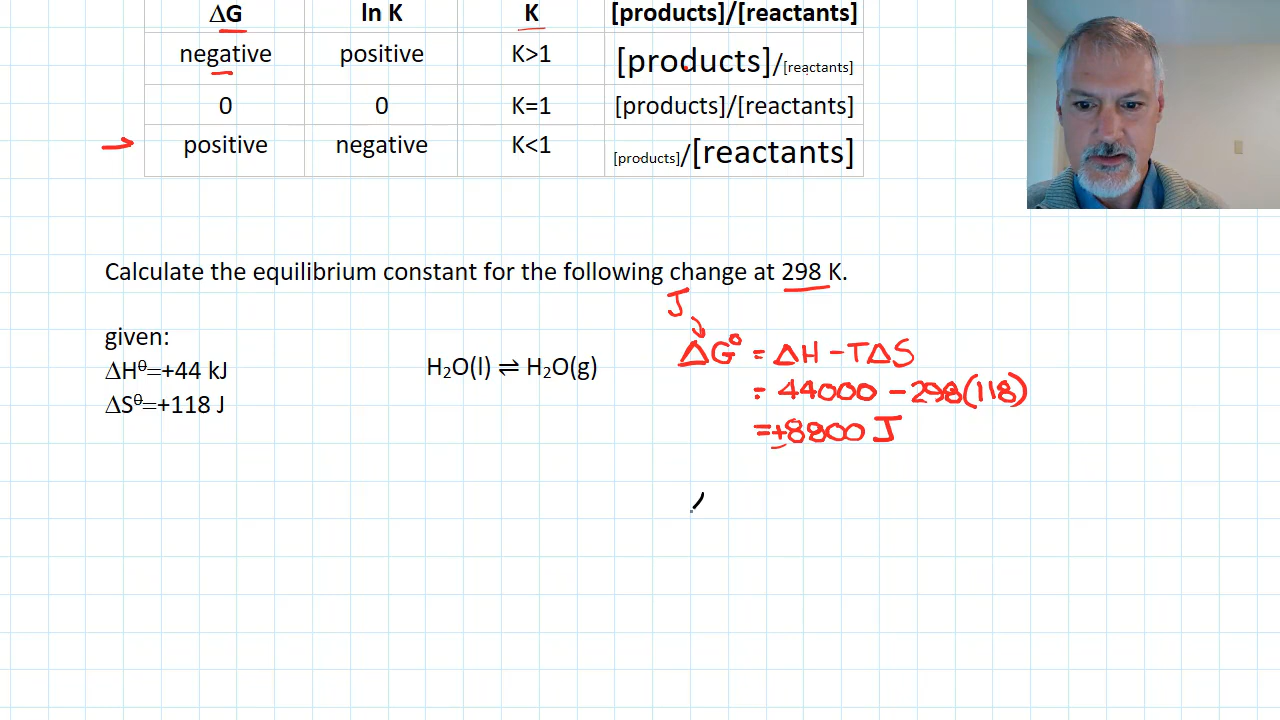 ΔG ln K K [products]/[reactants]
negative positive K>1 [products]/[reactants]
0 0 K=1 [products]/[reactants]
positive negative K<1 [products]/[reactants]
Calculate the equilibrium constant for the following change at 298 K.
J
given:
ΔG° = ΔH - TΔS
ΔHᶿ=+44 kJ H₂O(l) ⇌ H₂O(g)
= 44000 - 298(118)
ΔSᶿ=+118 J
= +8800 J